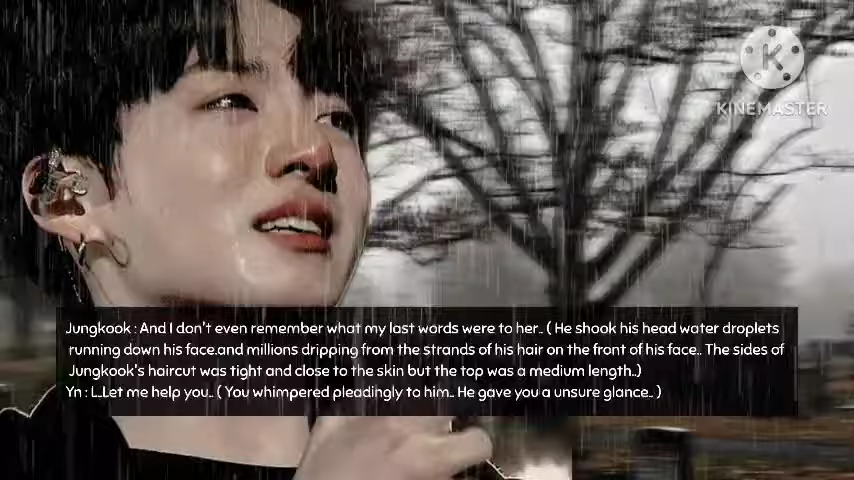 KINEMASTER
Jungkook : And I don't even remember what my last words were to her.. ( He shook his head water droplets
running down his face.and millions dripping from the strands of his hair on the front of his face.. The sides of
Jungkook's haircut was tight and close to the skin but the top was a medium length..)
Yn : L..Let me help you.. ( You whimpered pleadingly to him.. He gave you a unsure glance.. )